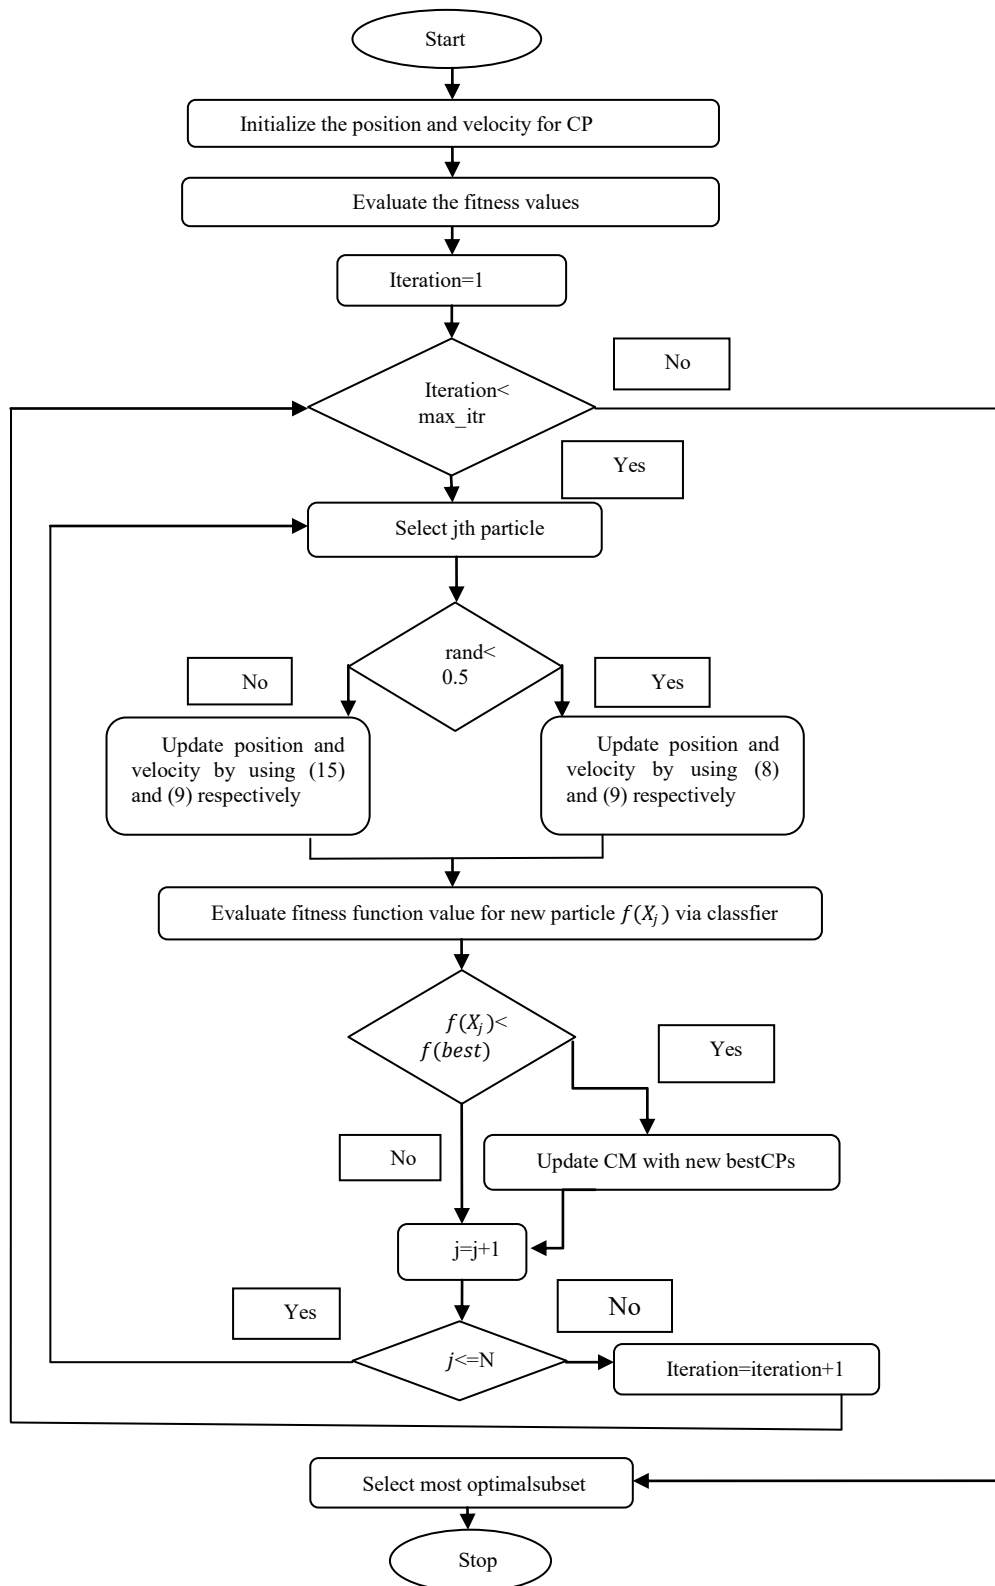 Start
Initialize the position and velocity for CP
Evaluate the fitness values
Iteration=1
No
Iteration<
max_itr
Yes
Select jth particle
rand<
0.5
No
Yes
Update position and
velocity by using (15)
and (9) respectively
Update position and
velocity by using (8)
and (9) respectively
Evaluate fitness function value for new particle f(X_j) via classfier
f(X_j)<
f(best)
Yes
No
Update CM with new bestCPs
j=j+1
Yes
No
j<=N
Iteration=iteration+1
Select most optimalsubset
Stop